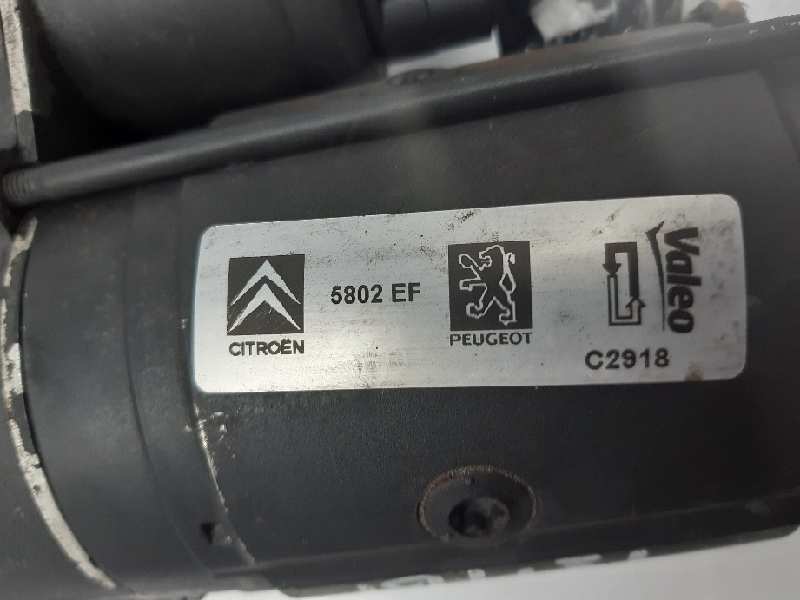 CITROËN
5802 EF
PEUGEOT
Valeo
C2918